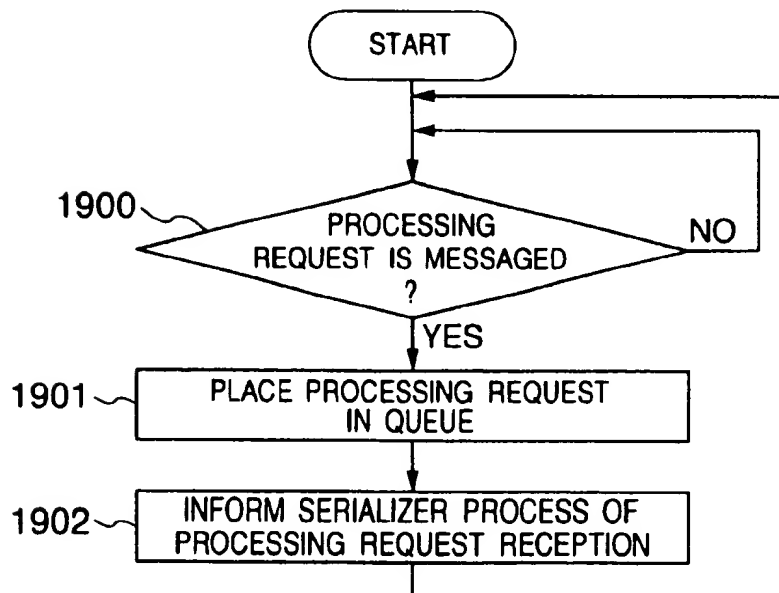 START
1900
PROCESSING
REQUEST IS MESSAGED
?
NO
YES
1901
PLACE PROCESSING REQUEST
IN QUEUE
1902
INFORM SERIALIZER PROCESS OF
PROCESSING REQUEST RECEPTION